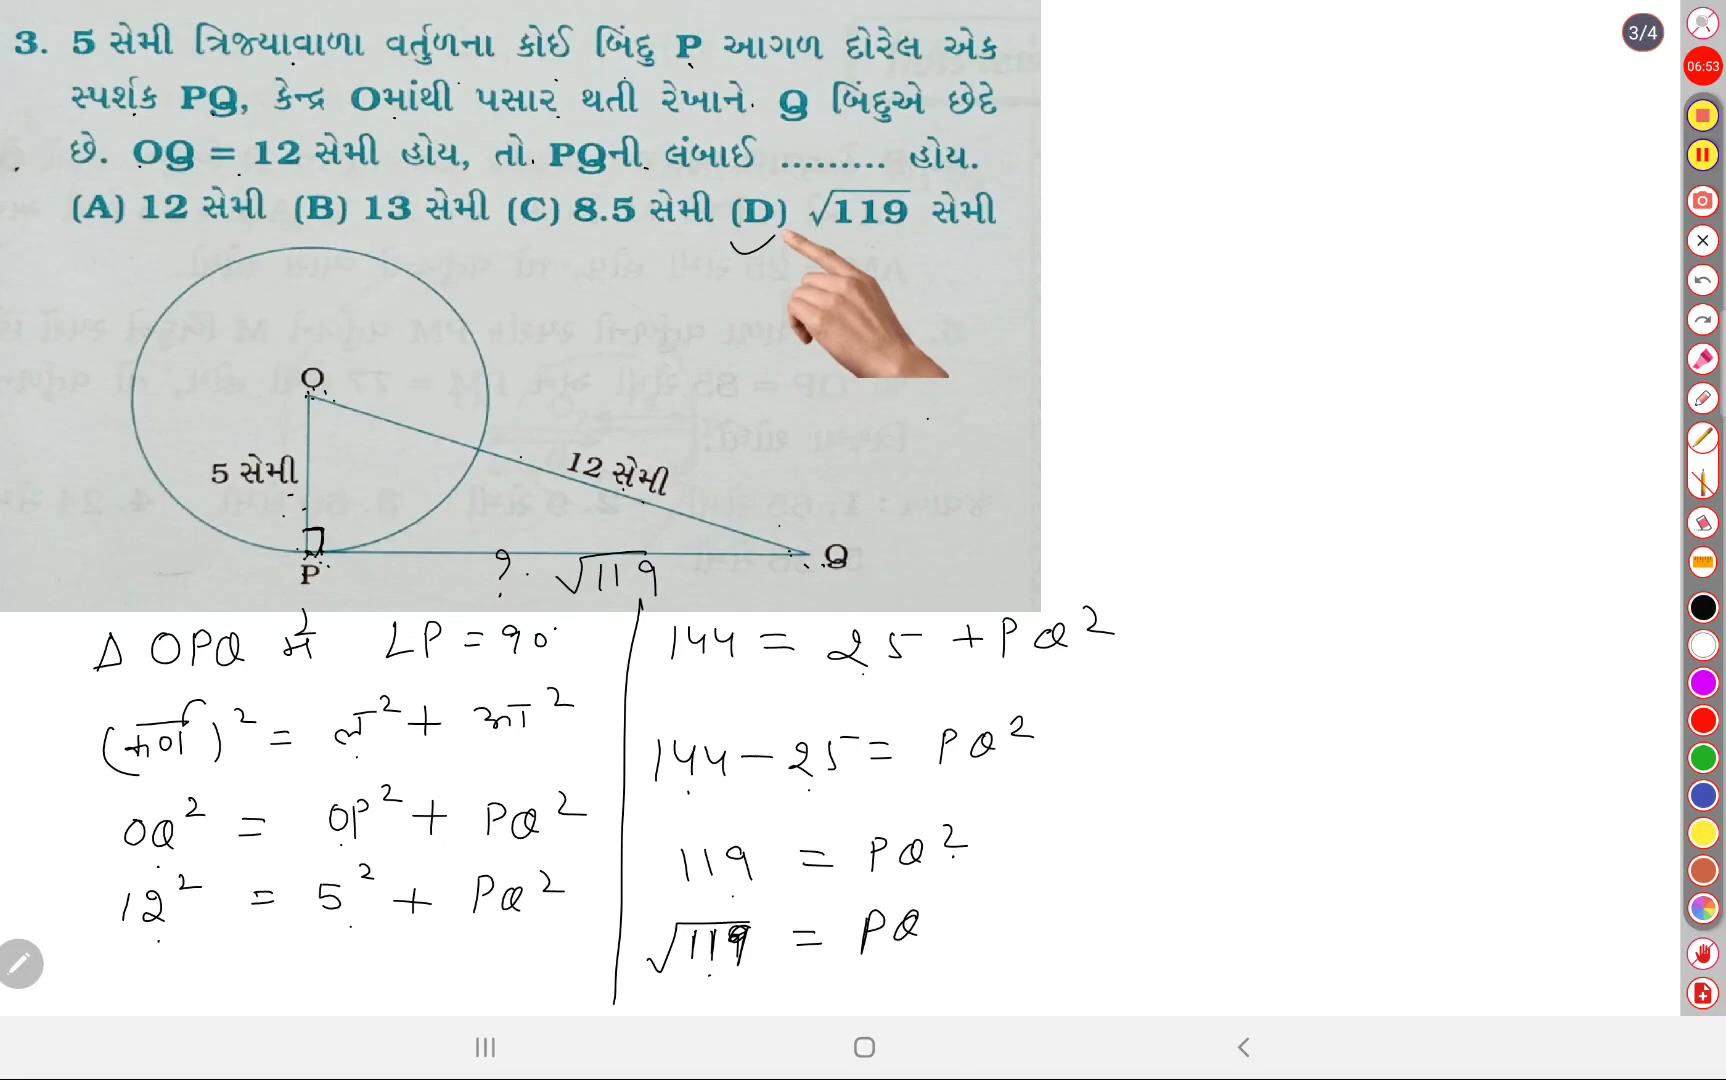 3. 5 સેમી ત્રિજ્યાવાળા વર્તુળના કોઈ બિંદુ P આગળ દોરેલ એક
સ્પર્શક PQ, કેન્દ્ર Oમાંથી પસાર થતી રેખાને Q બિંદુએ છેદે
છે. OQ = 12 સેમી હોય, તો PQની લંબાઈ ......... હોય.
(A) 12 સેમી (B) 13 સેમી (C) 8.5 સેમી (D) √119 સેમી
O
5 સેમી
12 સેમી
P
Q
? √119
Δ OPQ में ∠P = 90°
(कर्ण)² = ल² + आ²
OQ² = OP² + PQ²
12² = 5² + PQ²
144 = 25 + PQ²
144 - 25 = PQ²
119 = PQ²
√119 = PQ
3/4
06:53